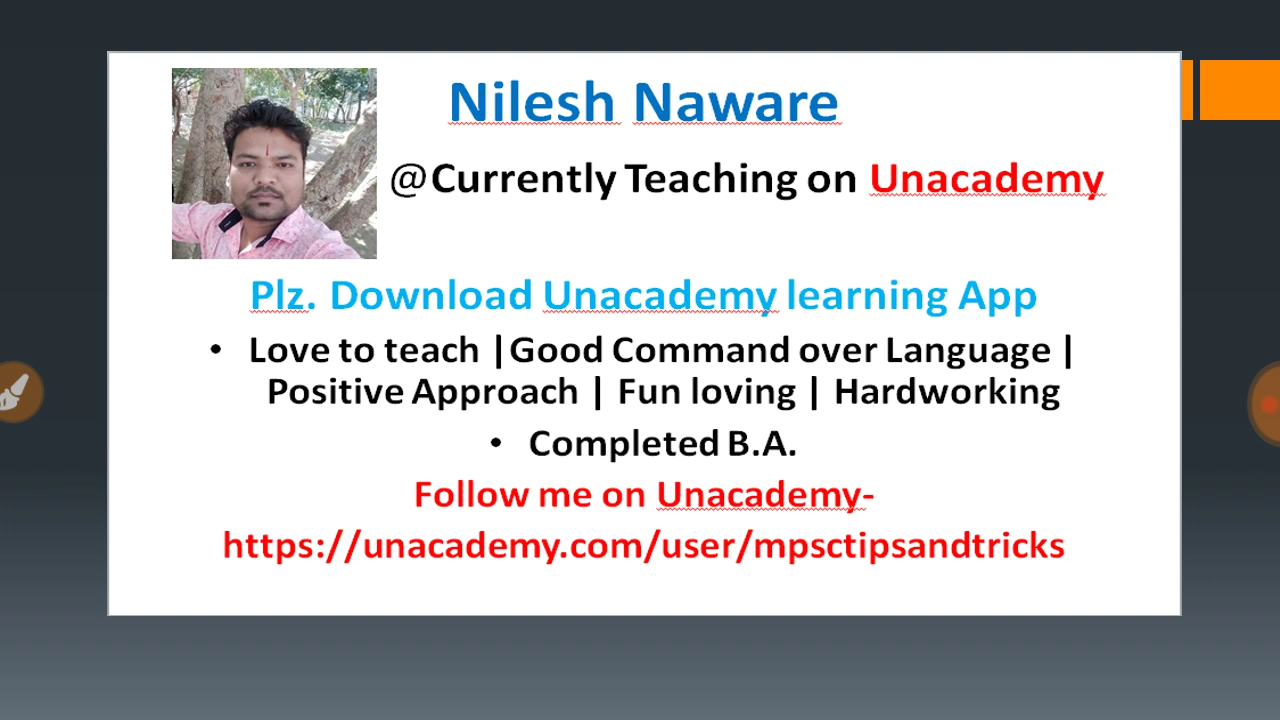 Nilesh Naware
@Currently Teaching on Unacademy
Plz. Download Unacademy learning App
• Love to teach |Good Command over Language |
Positive Approach | Fun loving | Hardworking
• Completed B.A.
Follow me on Unacademy-
https://unacademy.com/user/mpsctipsandtricks